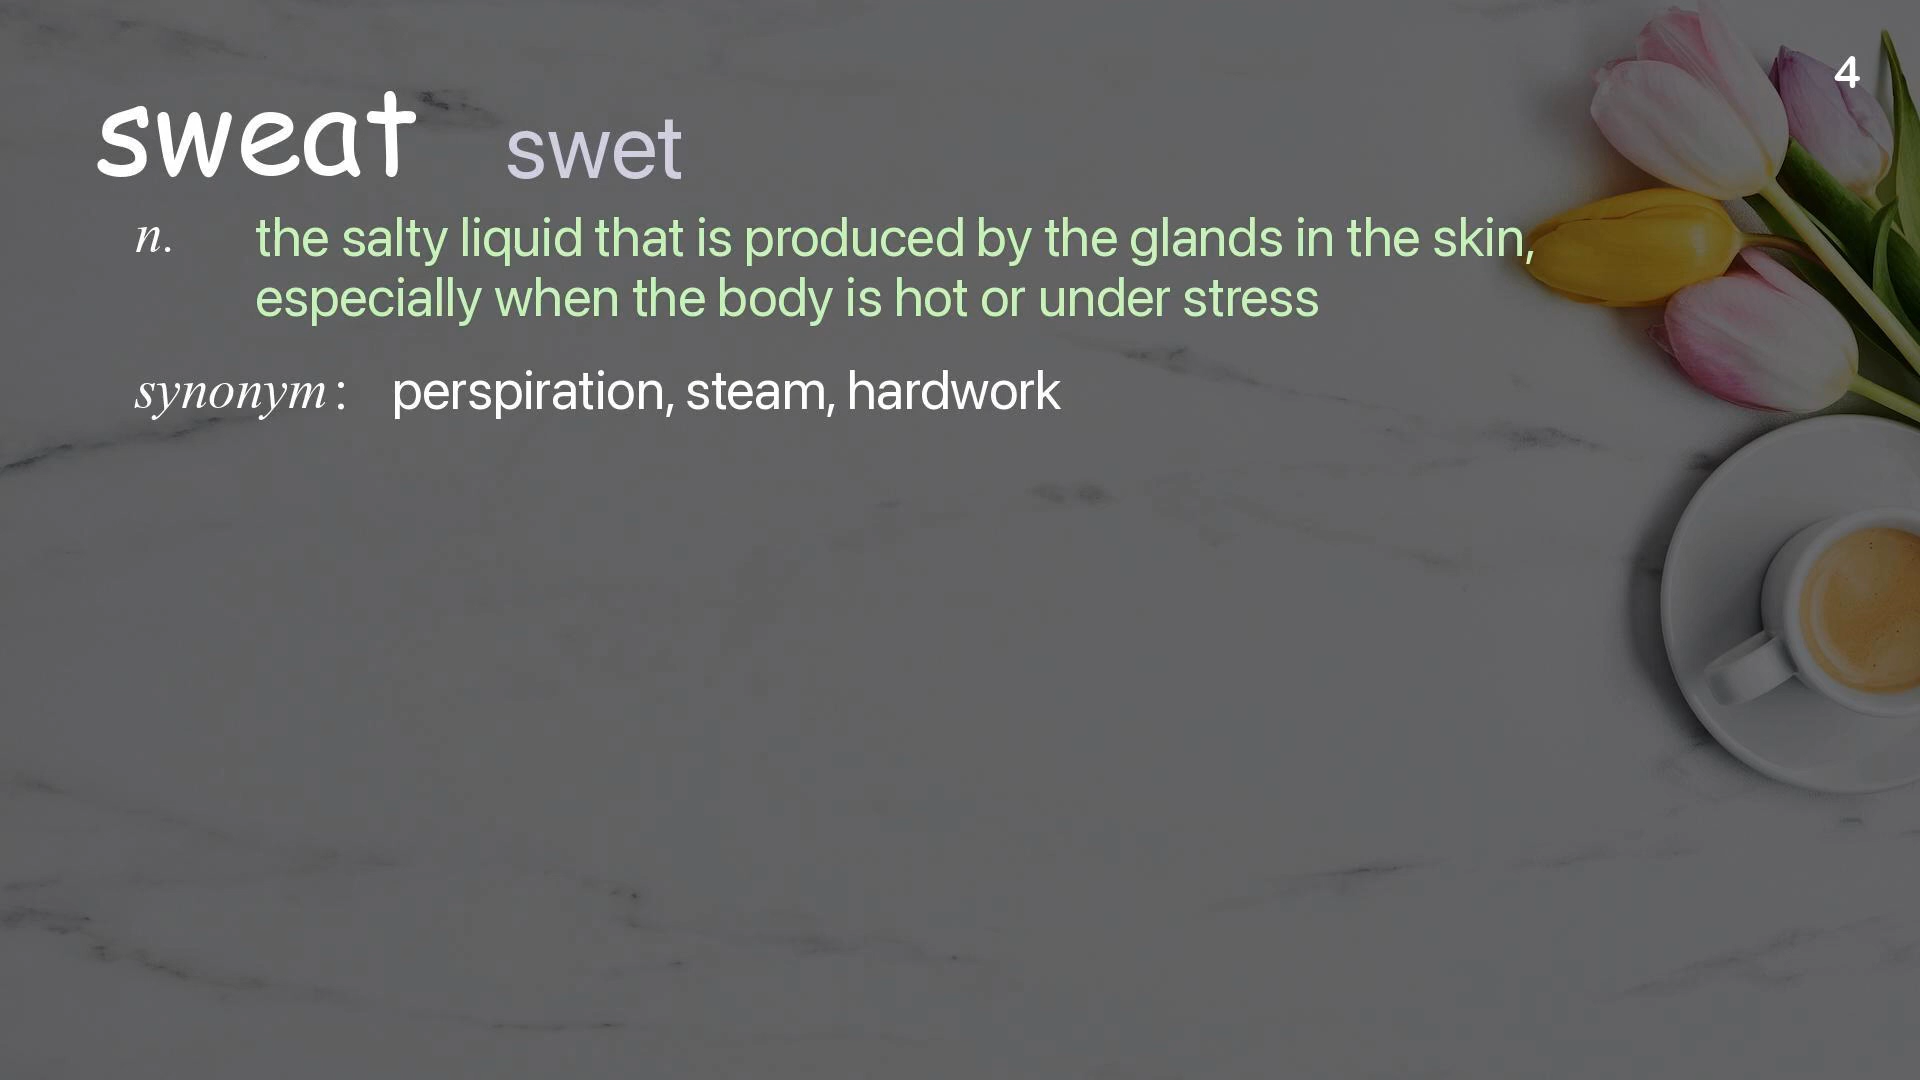 4
sweat swet
n. the salty liquid that is produced by the glands in the skin,
especially when the body is hot or under stress
synonym : perspiration, steam, hardwork